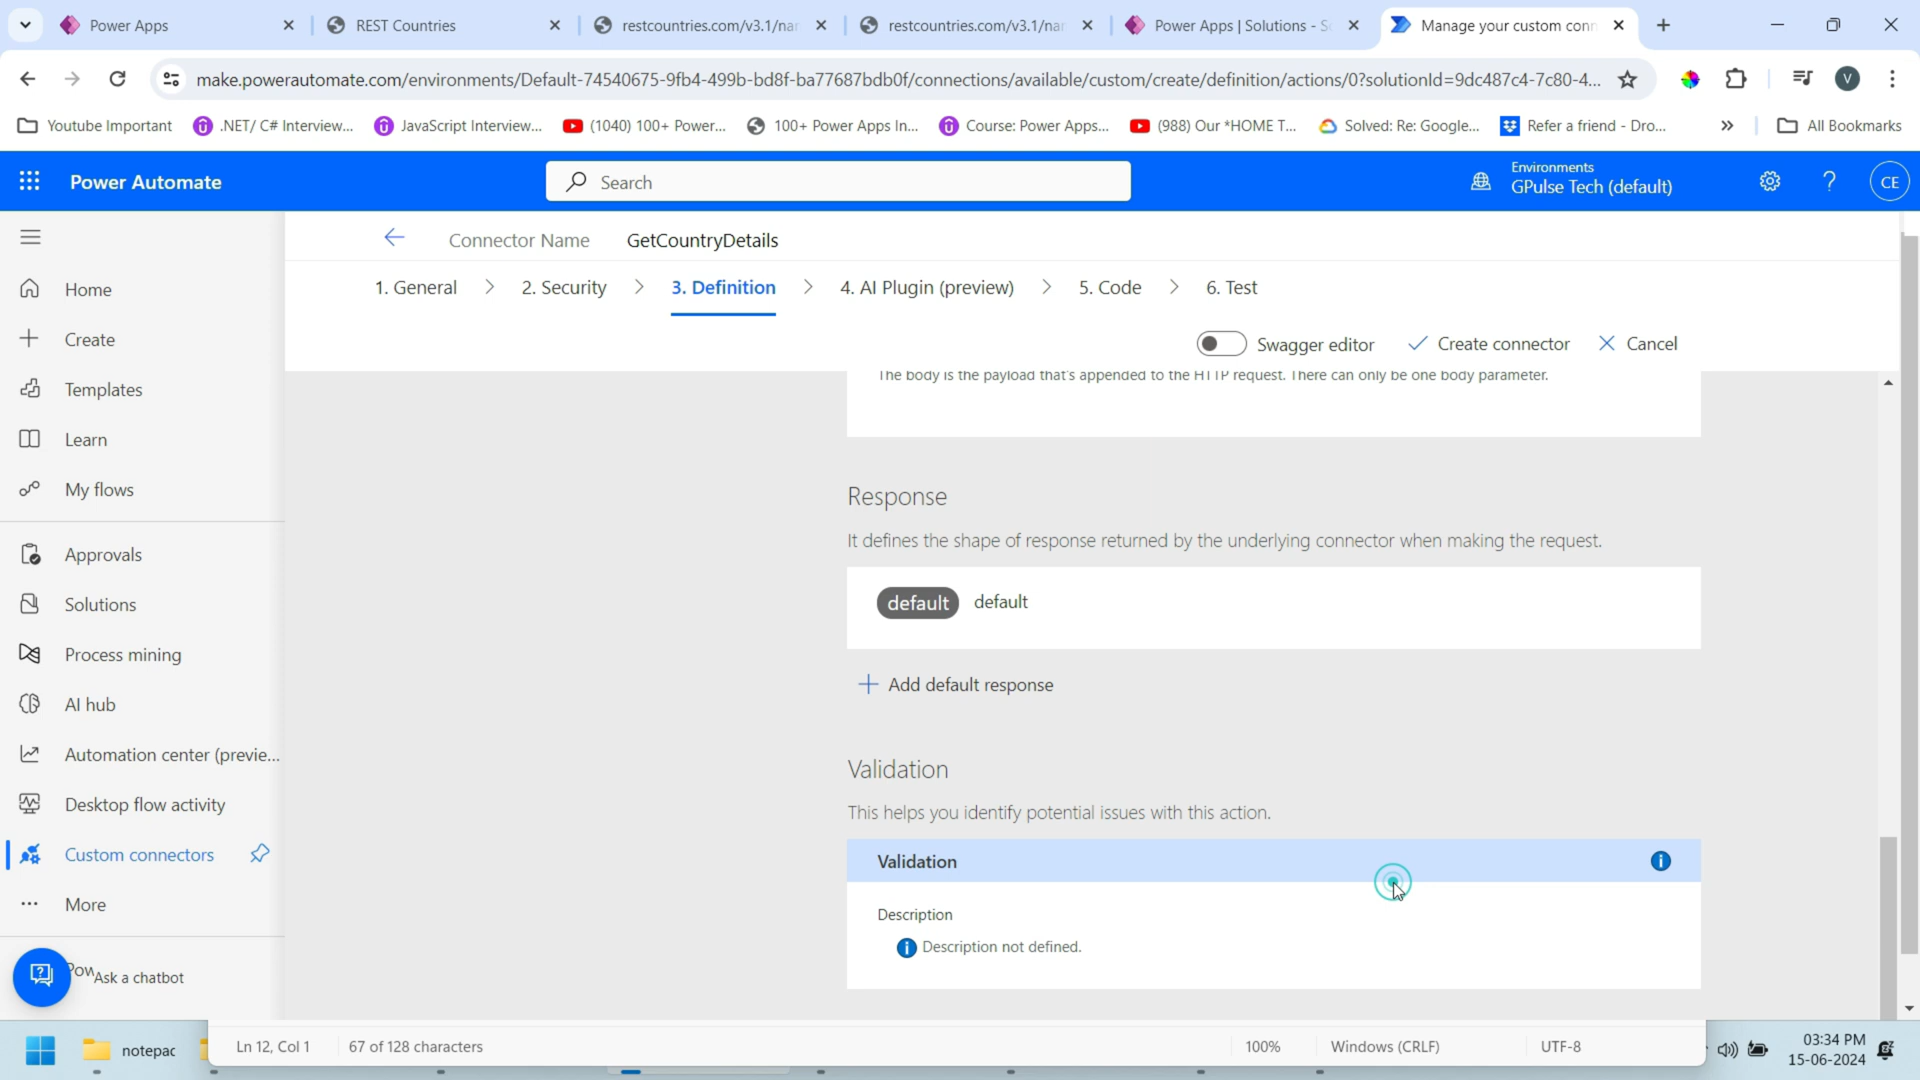 Power Apps
REST Countries
restcountries.com/v3.1/nar
restcountries.com/v3.1/nar
Power Apps | Solutions - S
Manage your custom conn
make.powerautomate.com/environments/Default-74540675-9fb4-499b-bd8f-ba77687bdb0f/connections/available/custom/create/definition/actions/0?solutionId=9dc487c4-7c80-4...
V
Youtube Important
.NET/ C# Interview...
JavaScript Interview...
(1040) 100+ Power...
100+ Power Apps In...
Course: Power Apps...
(988) Our *HOME T...
Solved: Re: Google...
Refer a friend - Dro...
All Bookmarks
Power Automate
Search
Environments
GPulse Tech (default)
CE
Connector Name
GetCountryDetails
1. General
2. Security
3. Definition
4. AI Plugin (preview)
5. Code
6. Test
Swagger editor
Create connector
Cancel
Home
Create
Templates
Learn
My flows
Approvals
Solutions
Process mining
AI hub
Automation center (previe...
Desktop flow activity
Custom connectors
More
Pow
Ask a chatbot
The body is the payload that's appended to the HTTP request. There can only be one body parameter.
Response
It defines the shape of response returned by the underlying connector when making the request.
default
default
Add default response
Validation
This helps you identify potential issues with this action.
Validation
Description
Description not defined.
notepac
Ln 12, Col 1
67 of 128 characters
100%
Windows (CRLF)
UTF-8
03:34 PM
15-06-2024